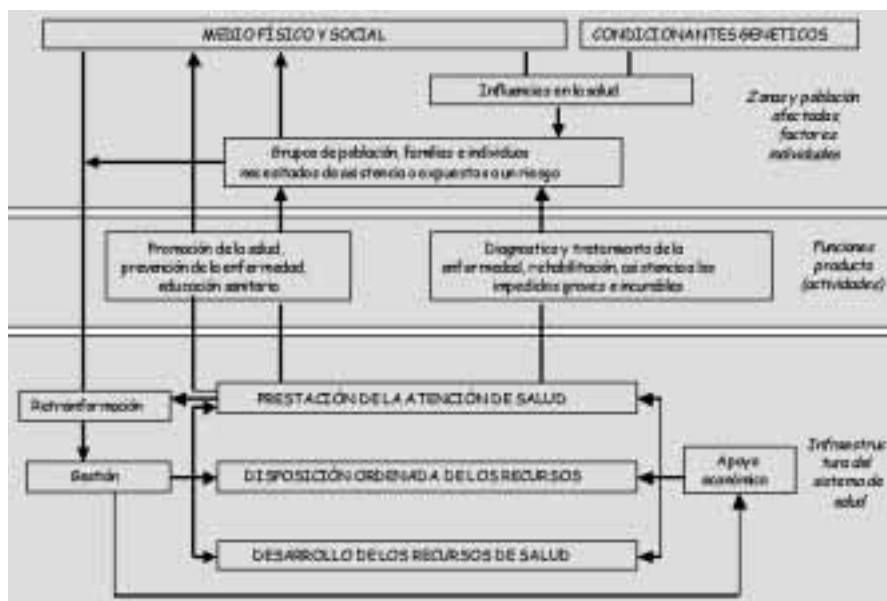 MEDIO FÍSICO Y SOCIAL
CONDICIONANTES GENETICOS
Influencias en la salud
Zonas y población
afectadas
factores
individuales
Grupos de población, familias e individuos
necesitados de asistencia o expuestos a un riesgo
Promoción de la salud,
prevención de la enfermedad,
educación sanitaria
Diagnostico y tratamiento de la
enfermedad, rehabilitación, asistencia a los
impedidos graves e incurables
Funciones
producto
(actividades)
PRESTACIÓN DE LA ATENCIÓN DE SALUD
Retroinformación
Gestión
DISPOSICIÓN ORDENADA DE LOS RECURSOS
Apoyo
económico
Infraestruc
tura del
sistema de
salud
DESARROLLO DE LOS RECURSOS DE SALUD